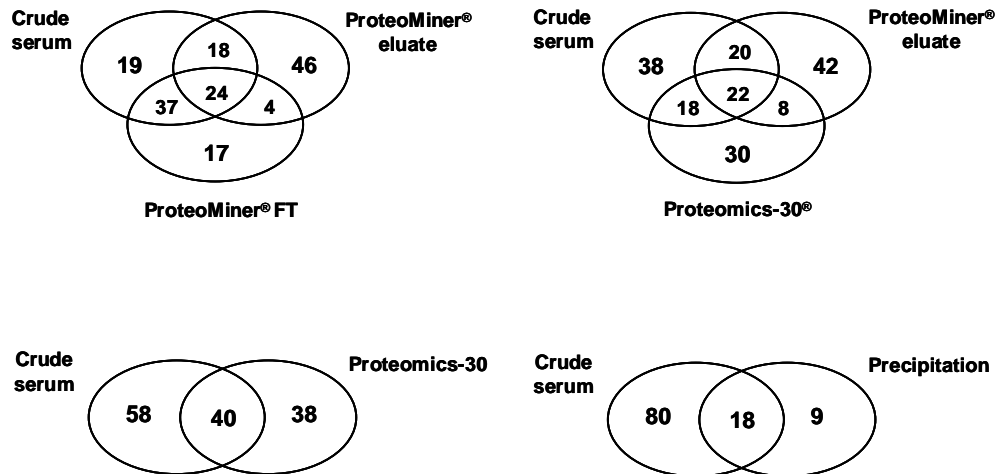 Crude
serum
ProteoMiner®
eluate
19
18
46
37
24
4
17
ProteoMiner® FT
Crude
serum
ProteoMiner®
eluate
38
20
42
18
22
8
30
Proteomics-30®
Crude
serum
Proteomics-30
58
40
38
Crude
serum
Precipitation
80
18
9